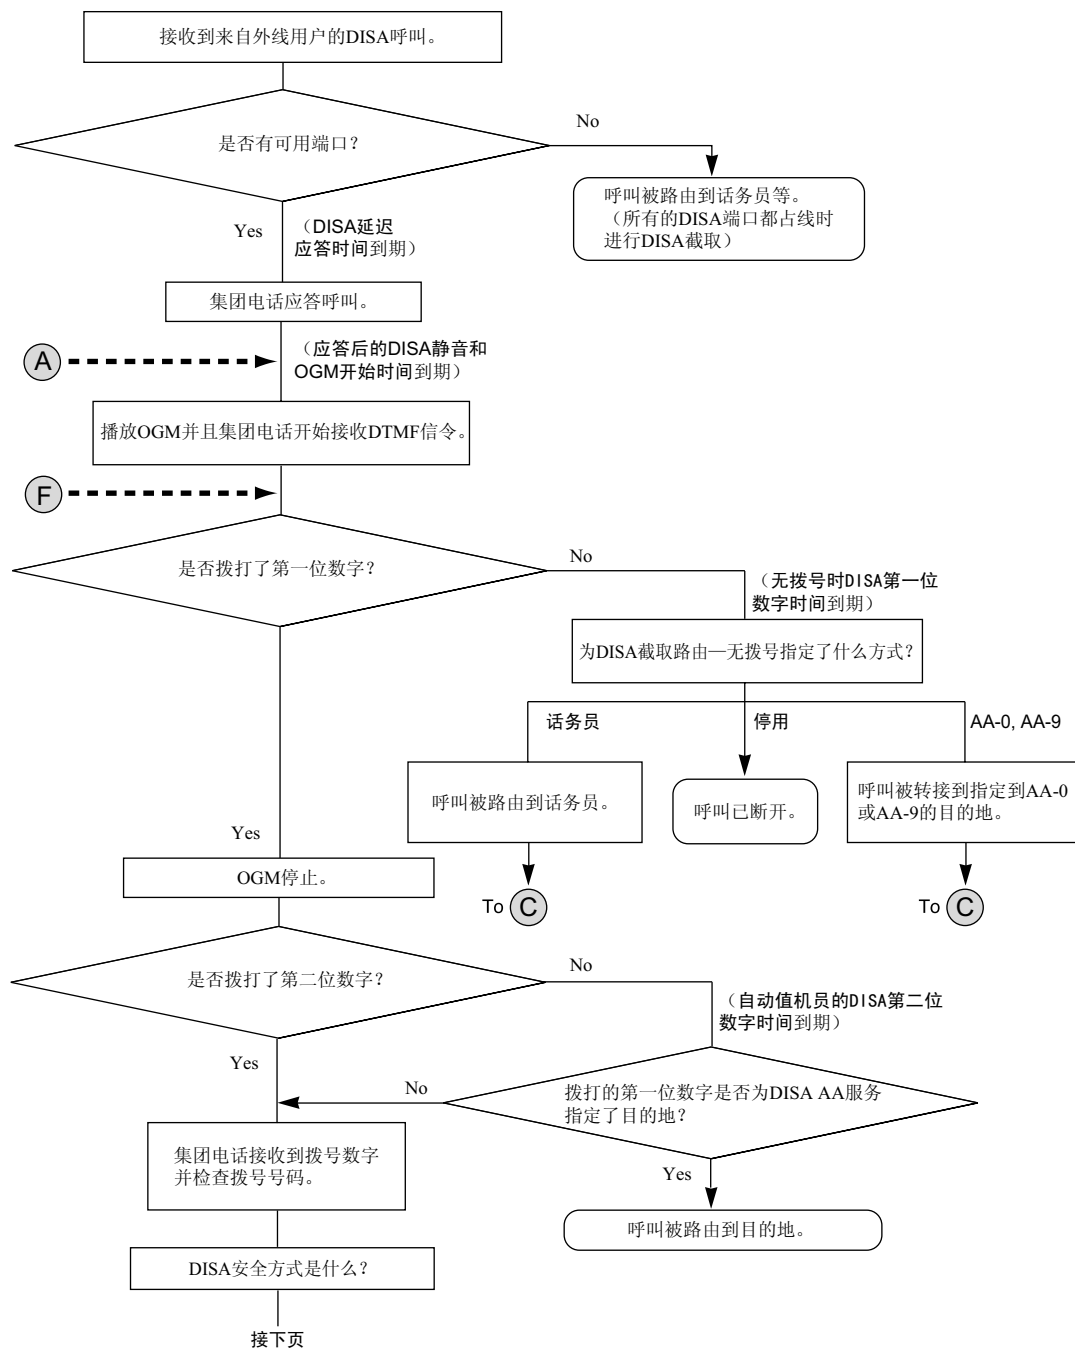 接收到来自外线用户的DISA呼叫。
是否有可用端口?
No
呼叫被路由到话务员等。
（所有的DISA端口都占线时
进行DISA截取）
Yes
（DISA延迟
应答时间到期）
集团电话应答呼叫。
A
（应答后的DISA静音和
OGM开始时间到期）
播放OGM并且集团电话开始接收DTMF信令。
F
是否拨打了第一位数字?
No
（无拨号时DISA第一位
数字时间到期）
为DISA截取路由—无拨号指定了什么方式?
话务员
停用
AA-0, AA-9
呼叫被路由到话务员。
呼叫已断开。
呼叫被转接到指定到AA-0
或AA-9的目的地。
Yes
OGM停止。
To C
To C
是否拨打了第二位数字?
No
（自动值机员的DISA第二位
数字时间到期）
Yes
No
拨打的第一位数字是否为DISA AA服务
指定了目的地?
集团电话接收到拨号数字
并检查拨号号码。
Yes
呼叫被路由到目的地。
DISA安全方式是什么?
接下页